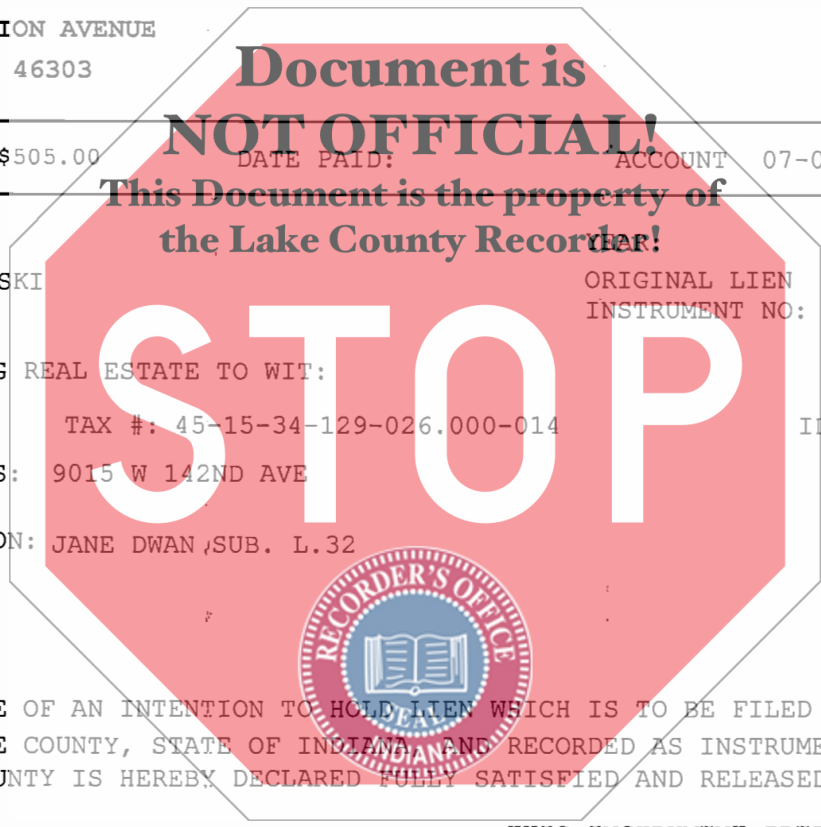 ION AVENUE
46303
Document is
NOT OFFICIAL!
$505.00 DATE PAID: ACCOUNT 07-0
This Document is the property of
the Lake County Recorder!
YEAR:
SKI
ORIGINAL LIEN
INSTRUMENT NO:
STOP
G REAL ESTATE TO WIT:
TAX #: 45-15-34-129-026.000-014
S: 9015 W 142ND AVE
ON: JANE DWAN SUB. L.32
RECORDER'S OFFICE
SEAL
INDIANA
E OF AN INTENTION TO HOLD LIEN WHICH IS TO BE FILED
E COUNTY, STATE OF INDIANA, AND RECORDED AS INSTRUME
UNTY IS HEREBY DECLARED FULLY SATISFIED AND RELEASED